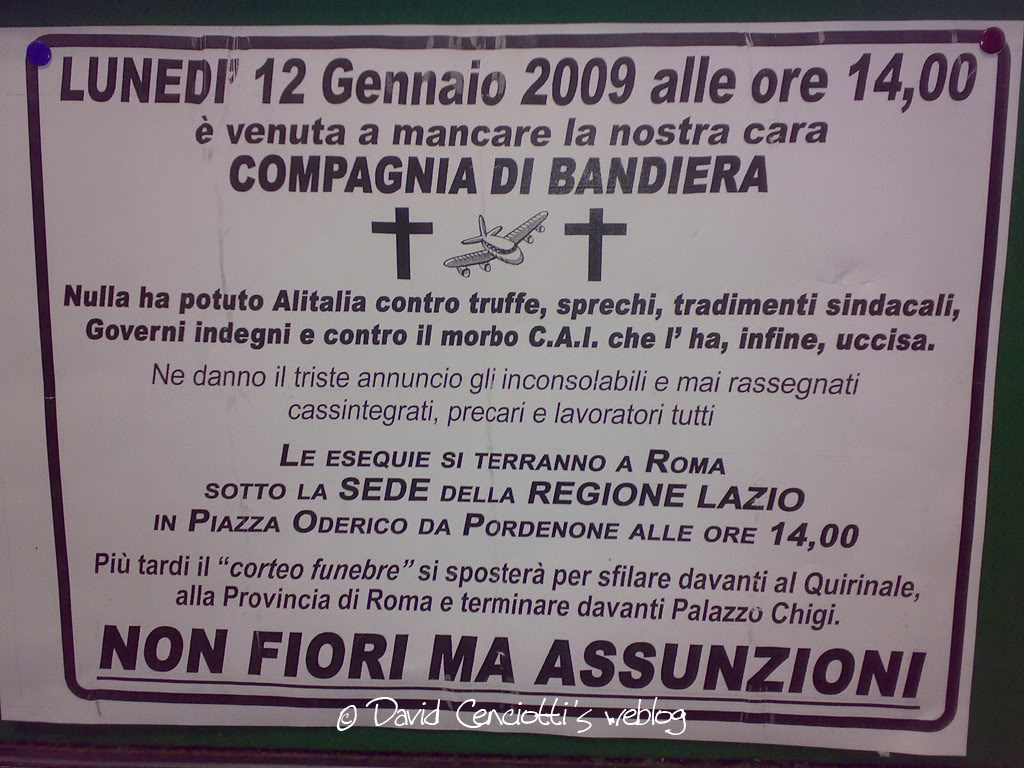 LUNEDI' 12 Gennaio 2009 alle ore 14,00
è venuta a mancare la nostra cara
COMPAGNIA DI BANDIERA
Nulla ha potuto Alitalia contro truffe, sprechi, tradimenti sindacali,
Governi indegni e contro il morbo C.A.I. che l' ha, infine, uccisa.
Ne danno il triste annuncio gli inconsolabili e mai rassegnati
cassintegrati, precari e lavoratori tutti
LE ESEQUIE SI TERRANNO A ROMA
SOTTO LA SEDE DELLA REGIONE LAZIO
IN PIAZZA ODERICO DA PORDENONE ALLE ORE 14,00
Più tardi il "corteo funebre" si sposterà per sfilare davanti al Quirinale,
alla Provincia di Roma e terminare davanti Palazzo Chigi.
NON FIORI MA ASSUNZIONI
© David Cenciotti's weblog